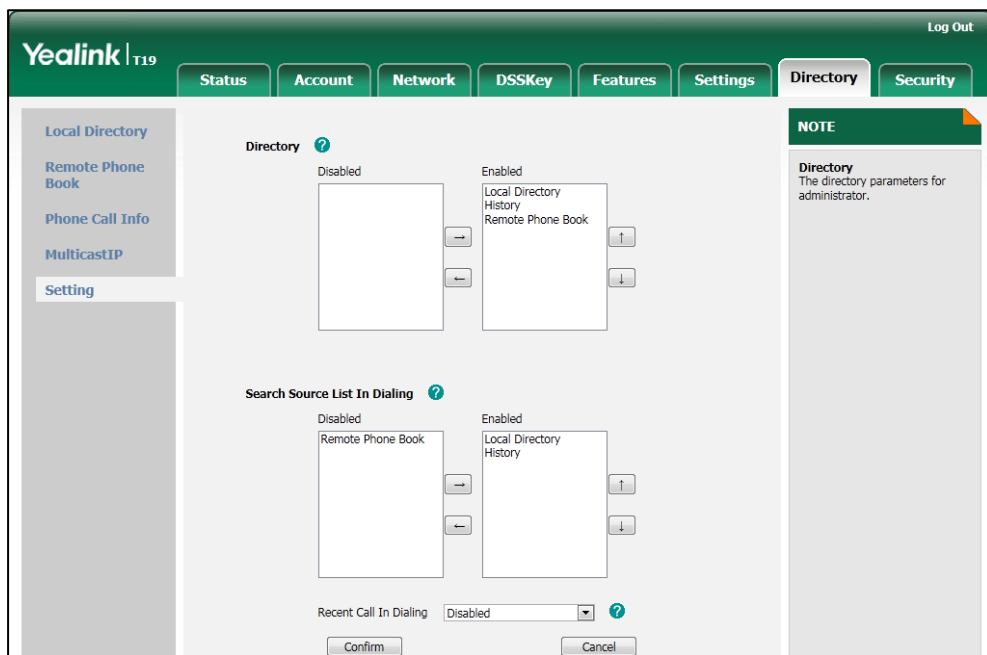 Log Out
Yealink | T19
Status Account Network DSSKey Features Settings Directory Security
Local Directory
Remote Phone
Book
Phone Call Info
MulticastIP
Setting
Directory ?
Disabled Enabled
Local Directory
History
Remote Phone Book
→ ↑
← ↓
Search Source List In Dialing ?
Disabled Enabled
Remote Phone Book Local Directory
History
→ ↑
← ↓
Recent Call In Dialing Disabled ?
Confirm Cancel
NOTE
Directory
The directory parameters for
administrator.